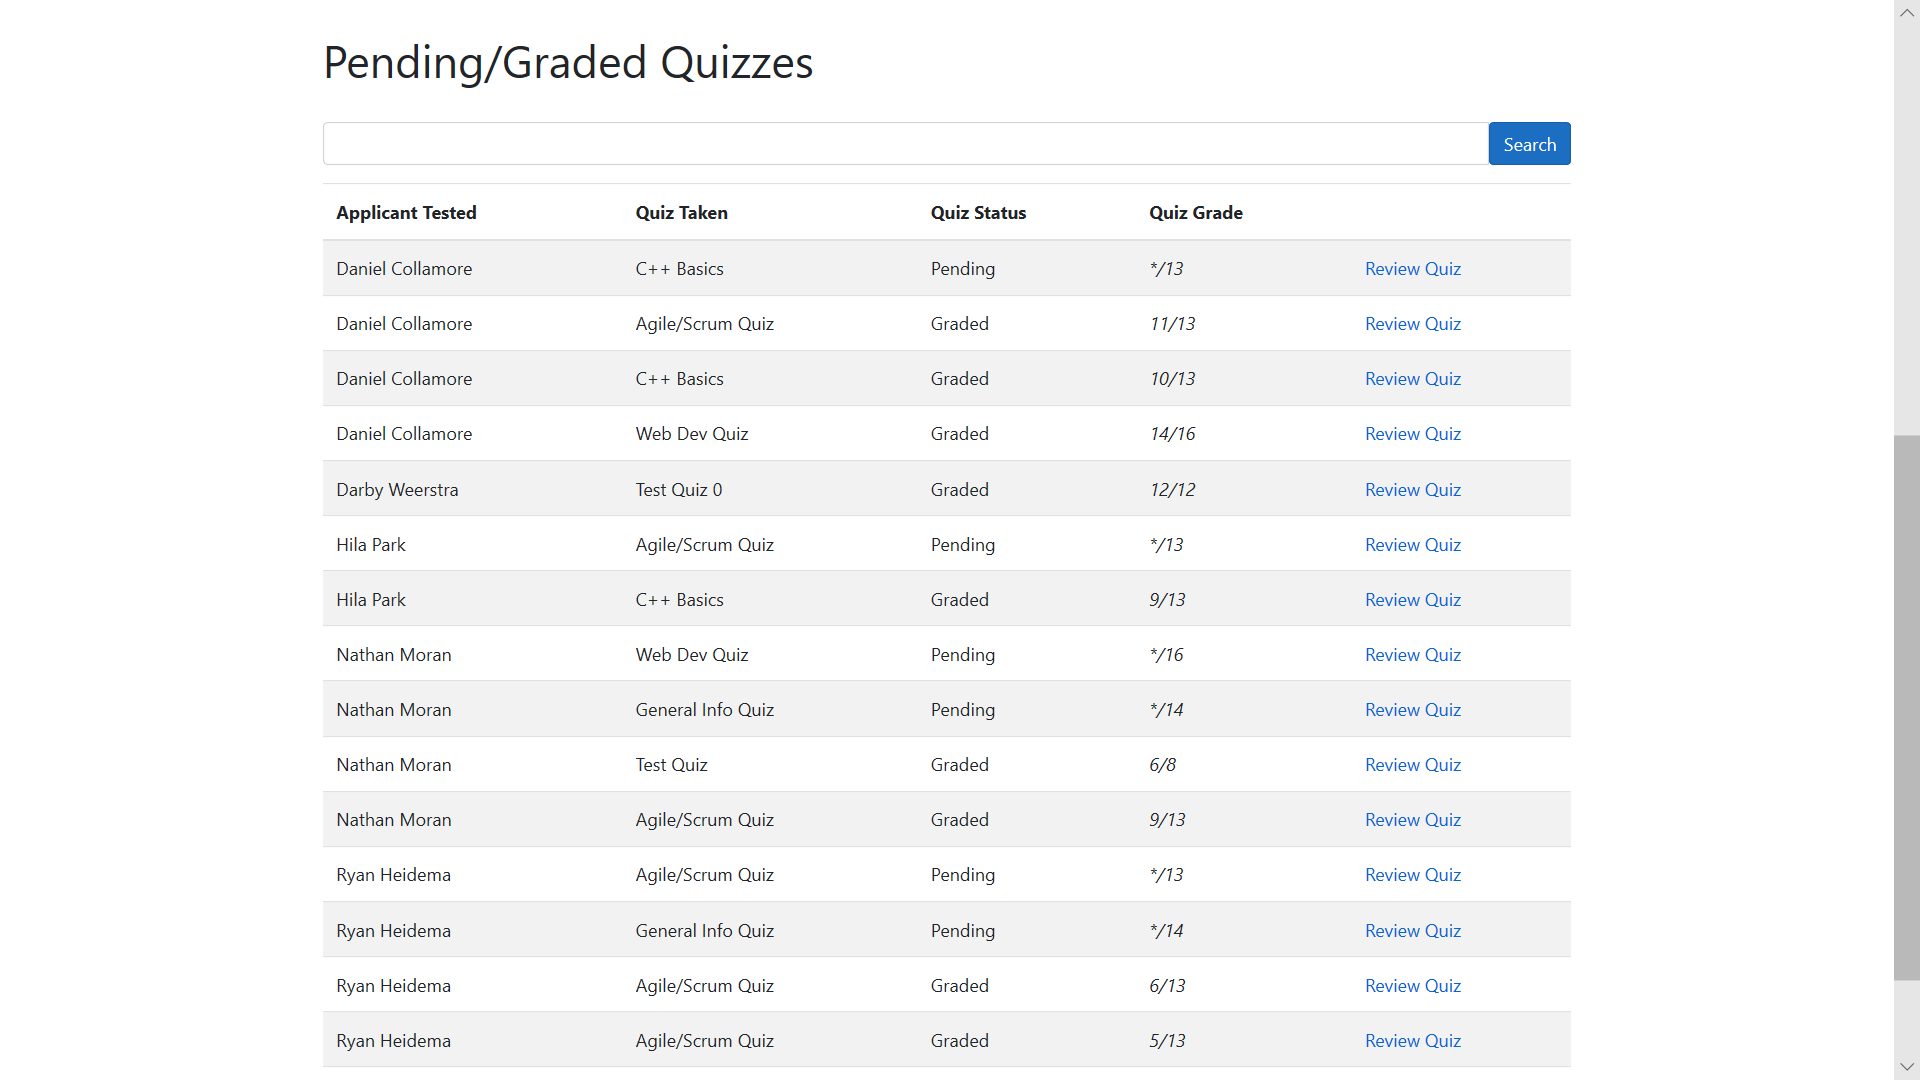 Pending/Graded Quizzes
Search
Applicant Tested Quiz Taken Quiz Status Quiz Grade
Daniel Collamore C++ Basics Pending */13 Review Quiz
Daniel Collamore Agile/Scrum Quiz Graded 11/13 Review Quiz
Daniel Collamore C++ Basics Graded 10/13 Review Quiz
Daniel Collamore Web Dev Quiz Graded 14/16 Review Quiz
Darby Weerstra Test Quiz 0 Graded 12/12 Review Quiz
Hila Park Agile/Scrum Quiz Pending */13 Review Quiz
Hila Park C++ Basics Graded 9/13 Review Quiz
Nathan Moran Web Dev Quiz Pending */16 Review Quiz
Nathan Moran General Info Quiz Pending */14 Review Quiz
Nathan Moran Test Quiz Graded 6/8 Review Quiz
Nathan Moran Agile/Scrum Quiz Graded 9/13 Review Quiz
Ryan Heidema Agile/Scrum Quiz Pending */13 Review Quiz
Ryan Heidema General Info Quiz Pending */14 Review Quiz
Ryan Heidema Agile/Scrum Quiz Graded 6/13 Review Quiz
Ryan Heidema Agile/Scrum Quiz Graded 5/13 Review Quiz